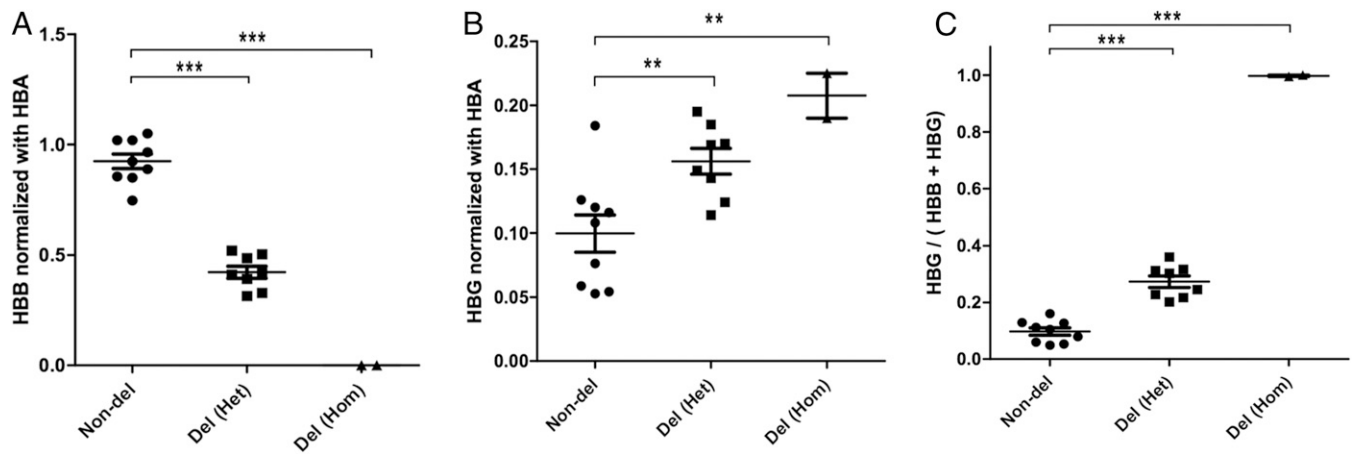 A
HBB normalized with HBA
1.5
1.0
0.5
0.0
***
***
Non-del
Del (Het)
Del (Hom)
B
HBG normalized with HBA
0.25
0.20
0.15
0.10
0.05
0.00
**
**
Non-del
Del (Het)
Del (Hom)
C
HBG / ( HBB + HBG)
1.0
0.8
0.6
0.4
0.2
0.0
***
***
Non-del
Del (Het)
Del (Hom)